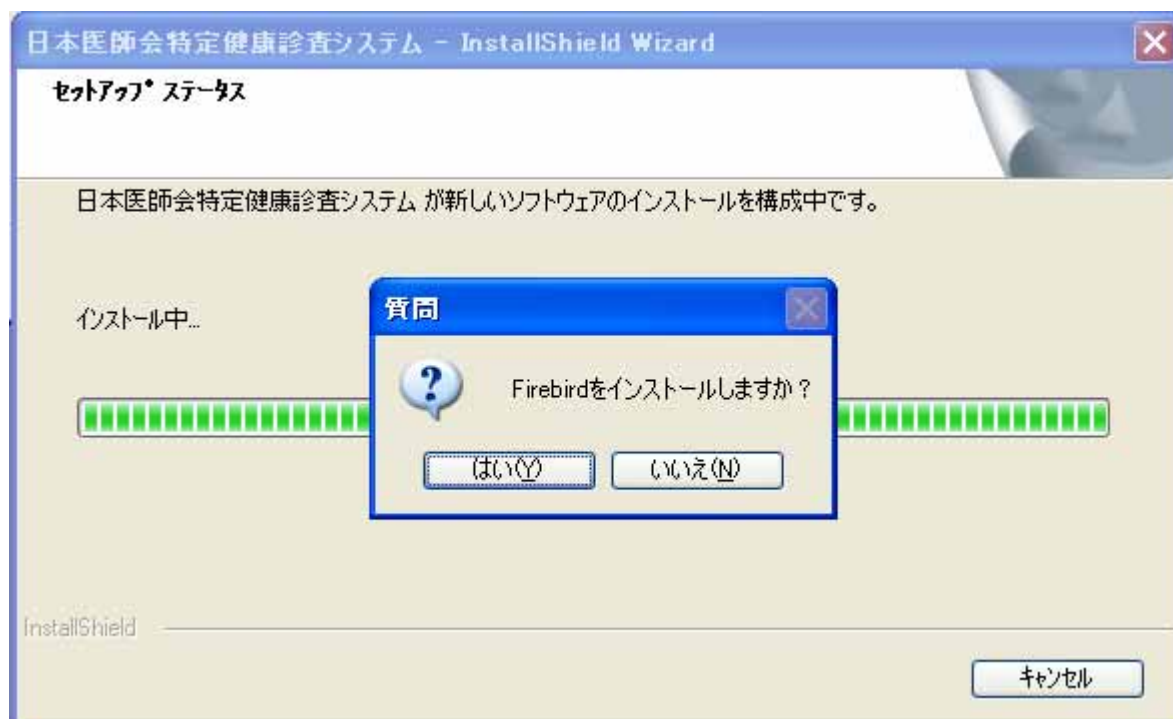 日本医師会特定健康診査システム - InstallShield Wizard
セットアップ ステータス
日本医師会特定健康診査システム が新しいソフトウェアのインストールを構成中です。
インストール中...
質問
Firebirdをインストールしますか？
はい(Y)
いいえ(N)
InstallShield
キャンセル